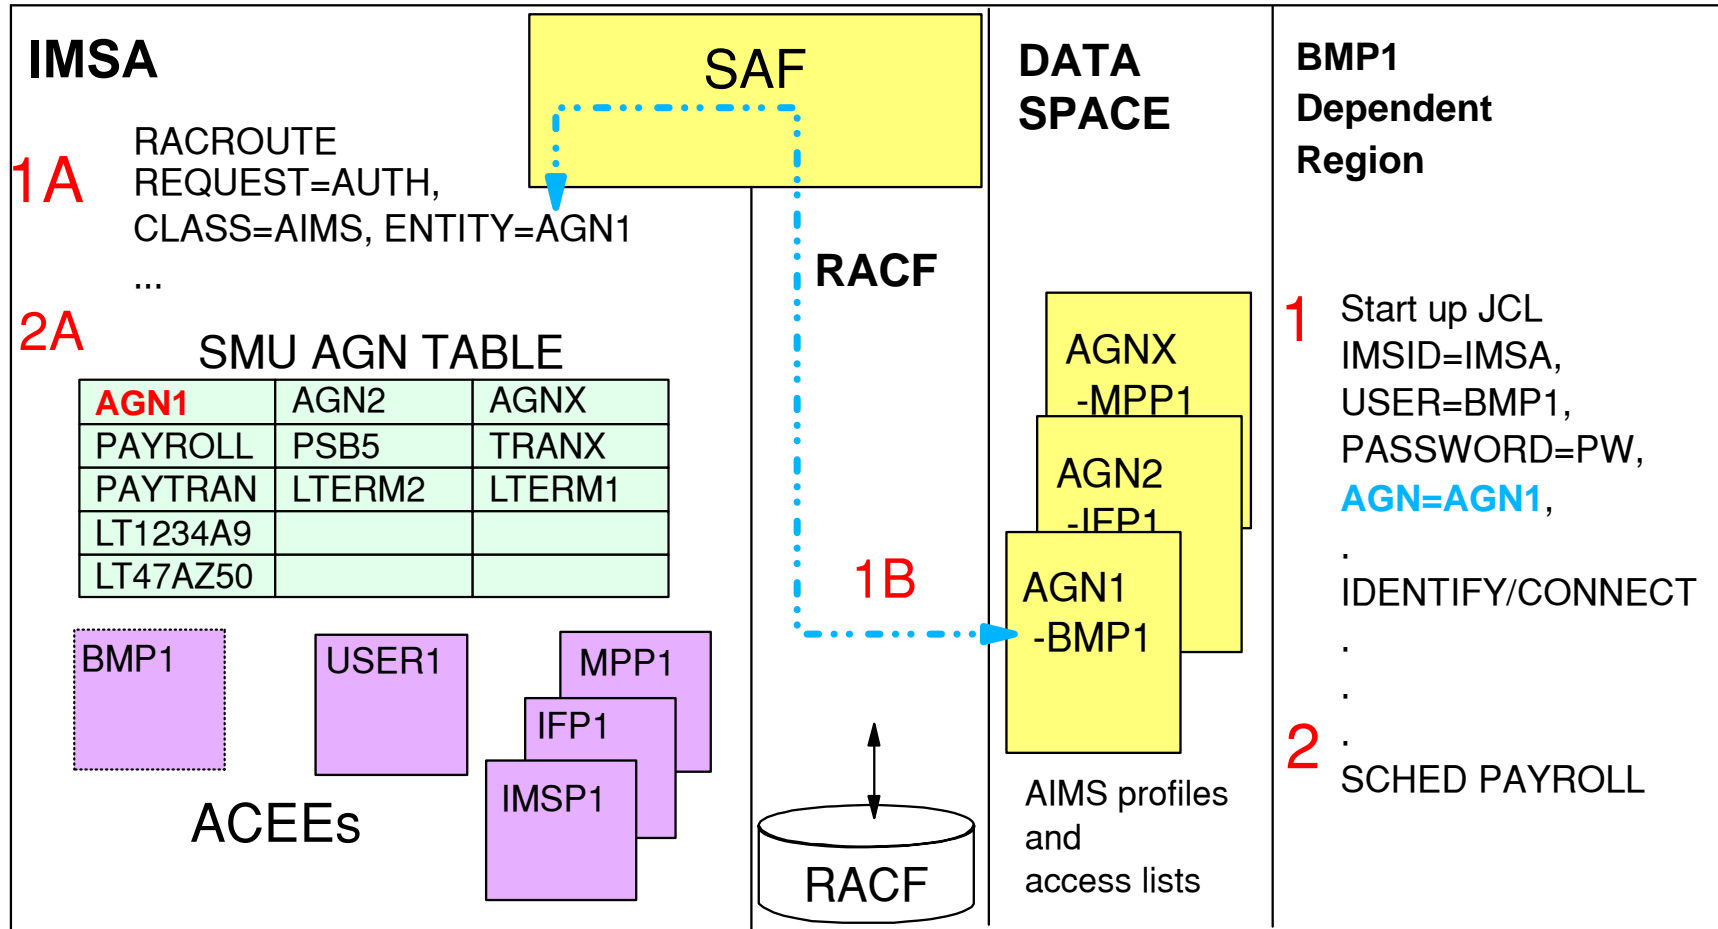 IMSA
SAF
1A
RACROUTE
REQUEST=AUTH,
CLASS=AIMS, ENTITY=AGN1
...
2A
SMU AGN TABLE
AGN1 AGN2 AGNX
PAYROLL PSB5 TRANX
PAYTRAN LTERM2 LTERM1
LT1234A9
LT47AZ50
BMP1
USER1
MPP1
IFP1
IMSP1
ACEEs
RACF
1B
RACF
DATA
SPACE
AGNX
-MPP1
AGN2
-IFP1
AGN1
-BMP1
AIMS profiles
and
access lists
BMP1
Dependent
Region
1
Start up JCL
IMSID=IMSA,
USER=BMP1,
PASSWORD=PW,
AGN=AGN1,
.
IDENTIFY/CONNECT
.
.
2
.
SCHED PAYROLL